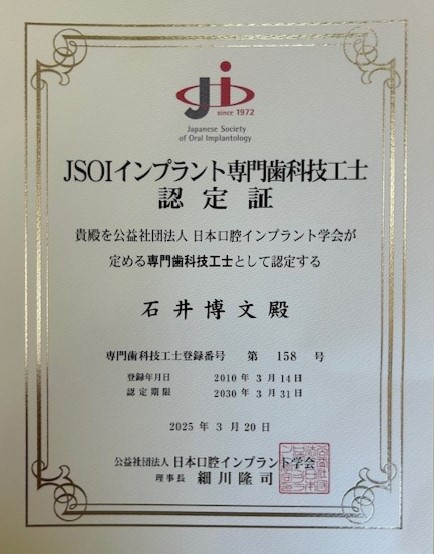 Ji
since 1972
Japanese Society
of Oral Implantology
JSOIインプラント専門歯科技工士
認定証
貴殿を公益社団法人 日本口腔インプラント学会が
定める専門歯科技工士として認定する
石井博文殿
専門歯科技工士登録番号 第 158 号
登録年月日 2010 年 3 月 14 日
認定期限 2030 年 3 月 31 日
2025 年 3 月 20 日
公益社団法人 日本口腔インプラント学会
理事長 細川隆司